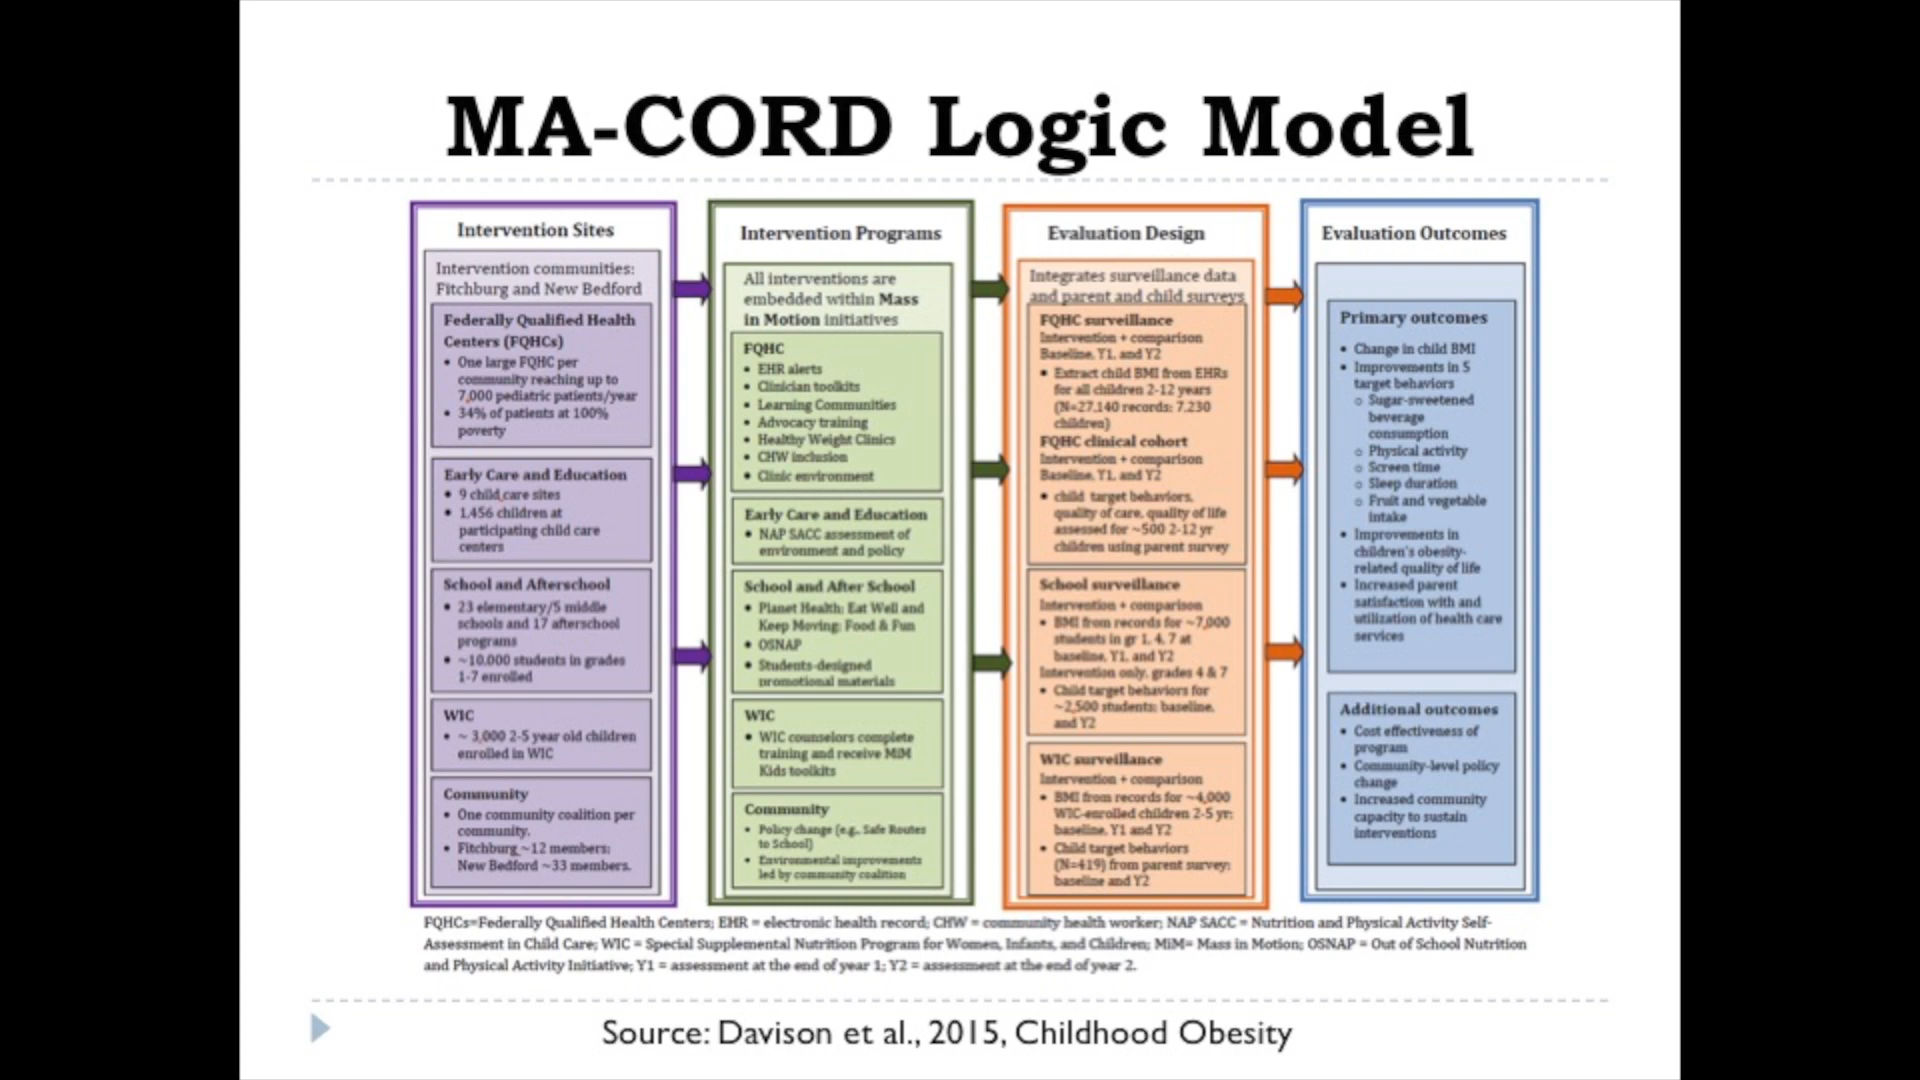 MA-CORD Logic Model
Intervention Sites
Intervention communities:
Fitchburg and New Bedford
Federally Qualified Health
Centers (FQHCs)
• One large FQHC per
community reaching up to
7,000 pediatric patients/year
• 34% of patients at 100%
poverty
Early Care and Education
• 9 child care sites
• 1,456 children at
participating child care
centers
School and Afterschool
• 23 elementary/5 middle
schools and 17 afterschool
programs
• ~10,000 students in grades
1-7 enrolled
WIC
• ~ 3,000 2-5 year old children
enrolled in WIC
Community
• One community coalition per
community.
• Fitchburg ~12 members;
New Bedford ~33 members.
Intervention Programs
All interventions are
embedded within Mass
in Motion initiatives
FQHC
• EHR alerts
• Clinician toolkits
• Learning Communities
• Advocacy training
• Healthy Weight Clinics
• CHW inclusion
• Clinic environment
Early Care and Education
• NAP SACC assessment of
environment and policy
School and After School
• Planet Health; Eat Well and
Keep Moving; Food & Fun
• OSNAP
• Students-designed
promotional materials
WIC
• WIC counselors complete
training and receive MiM
Kids toolkits
Community
• Policy change (e.g., Safe Routes
to School)
• Environmental improvements
led by community coalition
Evaluation Design
Integrates surveillance data
and parent and child surveys
FQHC surveillance
Intervention + comparison
Baseline, Y1, and Y2
• Extract child BMI from EHRs
for all children 2-12 years
(N=27,140 records; 7,230
children)
FQHC clinical cohort
Intervention + comparison
Baseline, Y1, and Y2
• child target behaviors,
quality of care, quality of life
assessed for ~500 2-12 yr
children using parent survey
School surveillance
Intervention + comparison
• BMI from records for ~7,000
students in gr 1, 4, 7 at
baseline, Y1, and Y2
Intervention only, grades 4 & 7
• Child target behaviors for
~2,500 students; baseline,
and Y2
WIC surveillance
Intervention + comparison
• BMI from records for ~4,000
WIC-enrolled children 2-5 yr;
baseline, Y1 and Y2
• Child target behaviors
(N=419) from parent survey;
baseline and Y2
Evaluation Outcomes
Primary outcomes
• Change in child BMI
• Improvements in 5
target behaviors
o Sugar-sweetened
beverage
consumption
o Physical activity
o Screen time
o Sleep duration
o Fruit and vegetable
intake
• Improvements in
children's obesity-
related quality of life
• Increased parent
satisfaction with and
utilization of health care
services
Additional outcomes
• Cost effectiveness of
program
• Community-level policy
change
• Increased community
capacity to sustain
interventions
FQHCs=Federally Qualified Health Centers; EHR = electronic health record; CHW = community health worker; NAP SACC = Nutrition and Physical Activity Self-
Assessment in Child Care; WIC = Special Supplemental Nutrition Program for Women, Infants, and Children; MiM= Mass in Motion; OSNAP = Out of School Nutrition
and Physical Activity Initiative; Y1 = assessment at the end of year 1; Y2 = assessment at the end of year 2.
Source: Davison et al., 2015, Childhood Obesity